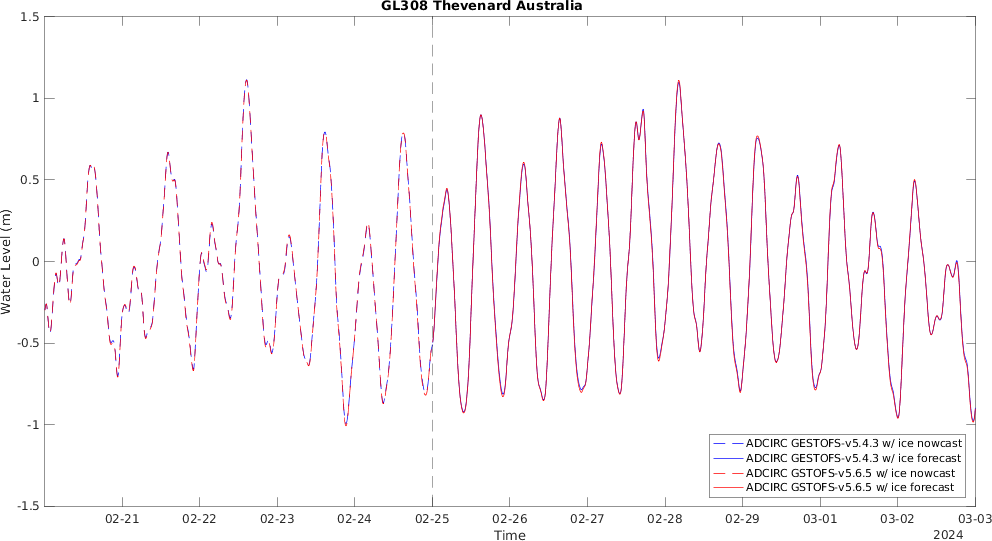 GL308 Thevenard Australia
1.5
1
0.5
0
-0.5
-1
-1.5
Water Level (m)
ADCIRC GESTOFS-v5.4.3 w/ ice nowcast
ADCIRC GESTOFS-v5.4.3 w/ ice forecast
ADCIRC GSTOFS-v5.6.5 w/ ice nowcast
ADCIRC GSTOFS-v5.6.5 w/ ice forecast
02-21 02-22 02-23 02-24 02-25 02-26 02-27 02-28 02-29 03-01 03-02 03-03
Time
2024